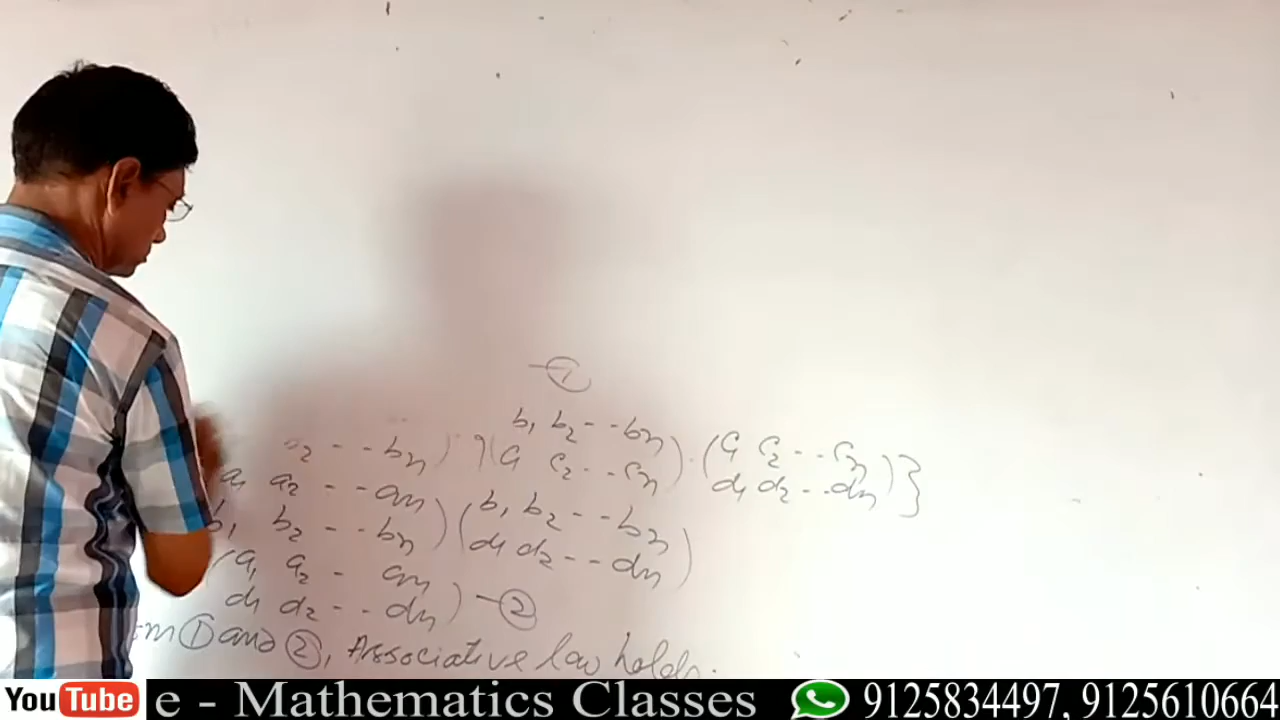 — ①
b₁ b₂ - - bₙ
₂ - - bₙ ) } ( c₁ c₂ - - cₙ ) . ( c₁ c₂ - - cₙ
a₁ a₂ - - aₙ d₁ d₂ - - dₙ ) }
b₁ b₂ - - bₙ ) ( b₁ b₂ - - bₙ
d₁ d₂ - - dₙ )
( a₁ a₂ - aₙ
d₁ d₂ - - dₙ ) — ②
m ① and ②, Associative law holds.
YouTube e - Mathematics Classes 9125834497, 9125610664